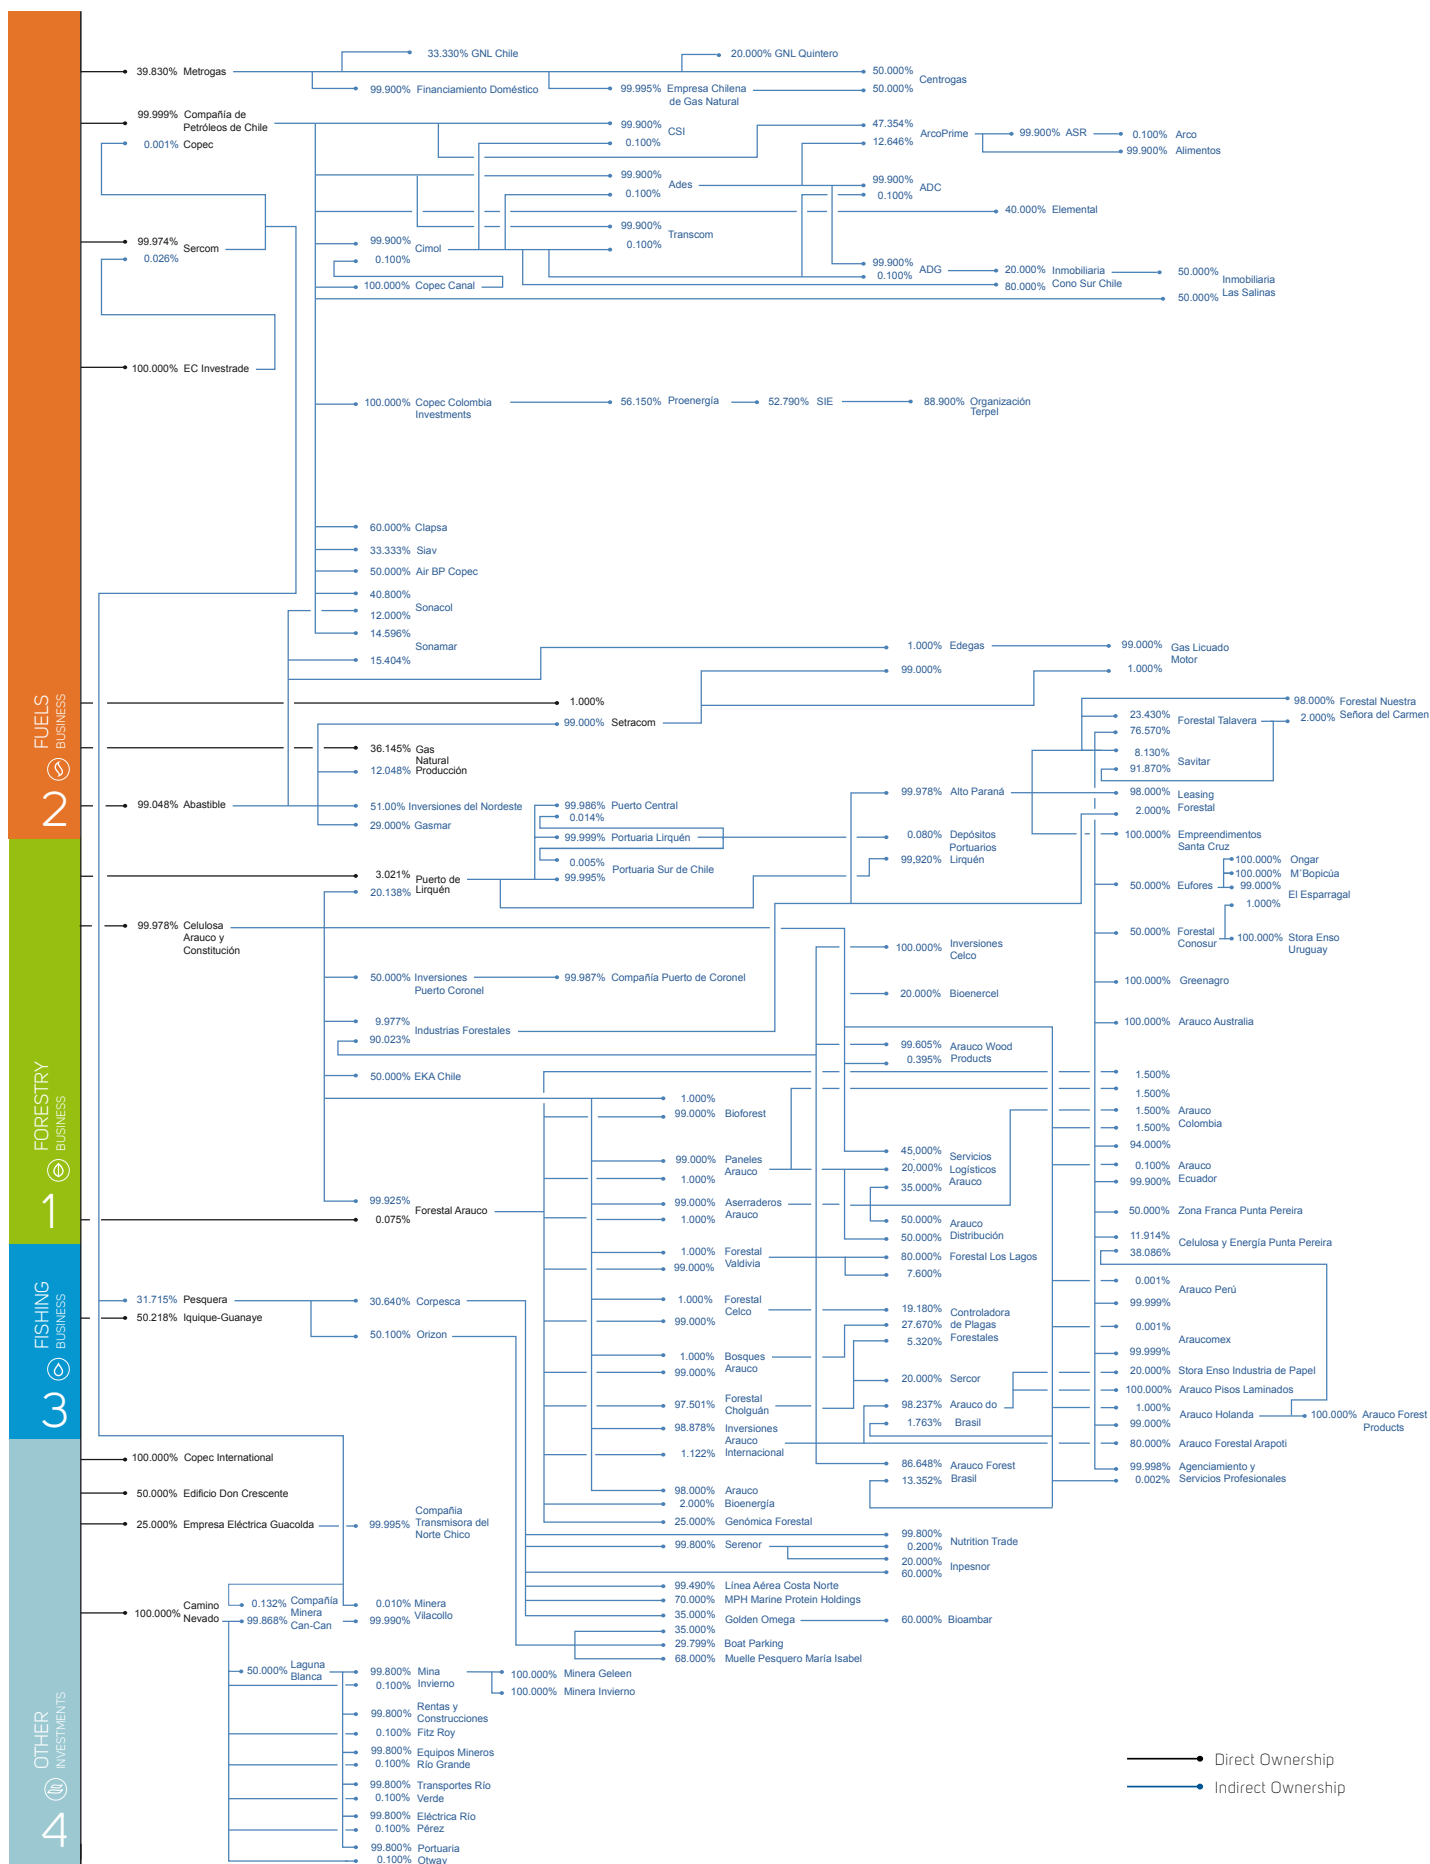 33.330% GNL Chile
20.000% GNL Quintero
39.830% Metrogas
50.000%
Centrogas
99.900% Financiamiento Doméstico
99.995% Empresa Chilena
de Gas Natural
50.000%
99.999% Compañía de
Petróleos de Chile
0.001% Copec
99.900%
CSI
0.100%
47.354%
ArcoPrime
12.646%
99.900% ASR
0.100% Arco
99.900% Alimentos
99.900%
Ades
0.100%
99.900%
ADC
0.100%
40.000% Elemental
99.974%
Sercom
0.026%
99.900%
Cimol
0.100%
99.900%
Transcom
0.100%
100.000% Copec Canal
99.900%
ADG
0.100%
20.000% Inmobiliaria
80.000% Cono Sur Chile
50.000%
Inmobiliaria
Las Salinas
50.000%
100.000% EC Investrade
100.000% Copec Colombia
Investments
56.150% Proenergía
52.790% SIE
88.900% Organización
Terpel
60.000% Clapsa
33.333% Siav
50.000% Air BP Copec
40.800%
Sonacol
12.000%
14.596%
Sonamar
15.404%
1.000% Edegas
99.000% Gas Licuado
Motor
99.000%
1.000%
1.000%
99.000% Setracom
36.145% Gas
Natural
12.048% Producción
99.048% Abastible
51.00% Inversiones del Nordeste
29.000% Gasmar
98.000% Forestal Nuestra
2.000% Señora del Carmen
23.430%
Forestal Talavera
76.570%
8.130%
Savitar
91.870%
99.978% Alto Paraná
98.000% Leasing
2.000% Forestal
100.000% Empreendimentos
Santa Cruz
99.986% Puerto Central
0.014%
99.999% Portuaria Lirquén
0.005%
Portuaria Sur de Chile
99.995%
0.080% Depósitos
Portuarios
99,920% Lirquén
3.021% Puerto de
20.138% Lirquén
50.000% Eufores
100.000% Ongar
100.000% M´Bopicúa
99.000%
El Esparragal
1.000%
50.000% Forestal
Conosur
100.000% Stora Enso
Uruguay
99.978% Celulosa
Arauco y
Constitución
100.000% Inversiones
Celco
50.000% Inversiones
Puerto Coronel
99.987% Compañía Puerto de Coronel
20.000% Bioenercel
100.000% Greenagro
9.977%
Industrias Forestales
90.023%
100.000% Arauco Australia
99.605% Arauco Wood
0.395% Products
50.000% EKA Chile
1.500%
1.500%
1.500% Arauco
1.500% Colombia
94.000%
1.000%
99.000% Bioforest
99.000% Paneles
Arauco
1.000%
45,000% Servicios
20,000% Logísticos
35.000% Arauco
0.100% Arauco
99.900% Ecuador
99.925%
Forestal Arauco
0.075%
99.000% Aserraderos
1.000% Arauco
50.000% Arauco
50.000% Distribución
50.000% Zona Franca Punta Pereira
11.914%
Celulosa y Energía Punta Pereira
38.086%
1.000% Forestal
99.000% Valdivia
80.000% Forestal Los Lagos
7.600%
0.001%
Arauco Perú
99.999%
31.715% Pesquera
50.218% Iquique-Guanaye
30.640% Corpesca
50.100% Orizon
1.000% Forestal
Celco
99.000%
19.180% Controladora
27.670% de Plagas
5.320% Forestales
0.001%
Araucomex
99.999%
1.000% Bosques
99.000% Arauco
20.000% Sercor
20.000% Stora Enso Industria de Papel
100.000% Arauco Pisos Laminados
97.501% Forestal
Cholguán
98.237% Arauco do
1.763% Brasil
1.000%
Arauco Holanda
99.000%
100.000% Arauco Forest
Products
98.878% Inversiones
Arauco
1.122% Internacional
80.000% Arauco Forestal Arapoti
86.648% Arauco Forest
13.352% Brasil
99.998% Agenciamiento y
0.002% Servicios Profesionales
98.000% Arauco
2.000% Bioenergía
25.000% Genómica Forestal
100.000% Copec International
50.000% Edificio Don Crescente
25.000% Empresa Eléctrica Guacolda
99.995% Compañia
Transmisora del
Norte Chico
99.800% Serenor
99.800%
Nutrition Trade
0.200%
20.000%
Inpesnor
60.000%
99.490% Línea Aérea Costa Norte
70.000% MPH Marine Protein Holdings
35.000%
Golden Omega
35.000%
60.000% Bioambar
29.799% Boat Parking
68.000% Muelle Pesquero María Isabel
100.000% Camino
Nevado
0.132% Compañía
Minera
99.868% Can-Can
0.010% Minera
Vilacollo
99.990%
50.000% Laguna
Blanca
99.800% Mina
0.100% Invierno
100.000% Minera Geleen
100.000% Minera Invierno
99.800% Rentas y
Construcciones
0.100% Fitz Roy
99.800% Equipos Mineros
0.100% Río Grande
99.800% Transportes Río
0.100% Verde
99.800% Eléctrica Río
0.100% Pérez
99.800% Portuaria
0.100% Otway
2 FUELS
BUSINESS
1 FORESTRY
BUSINESS
3 FISHING
BUSINESS
4 OTHER
INVESTMENTS
Direct Ownership
Indirect Ownership